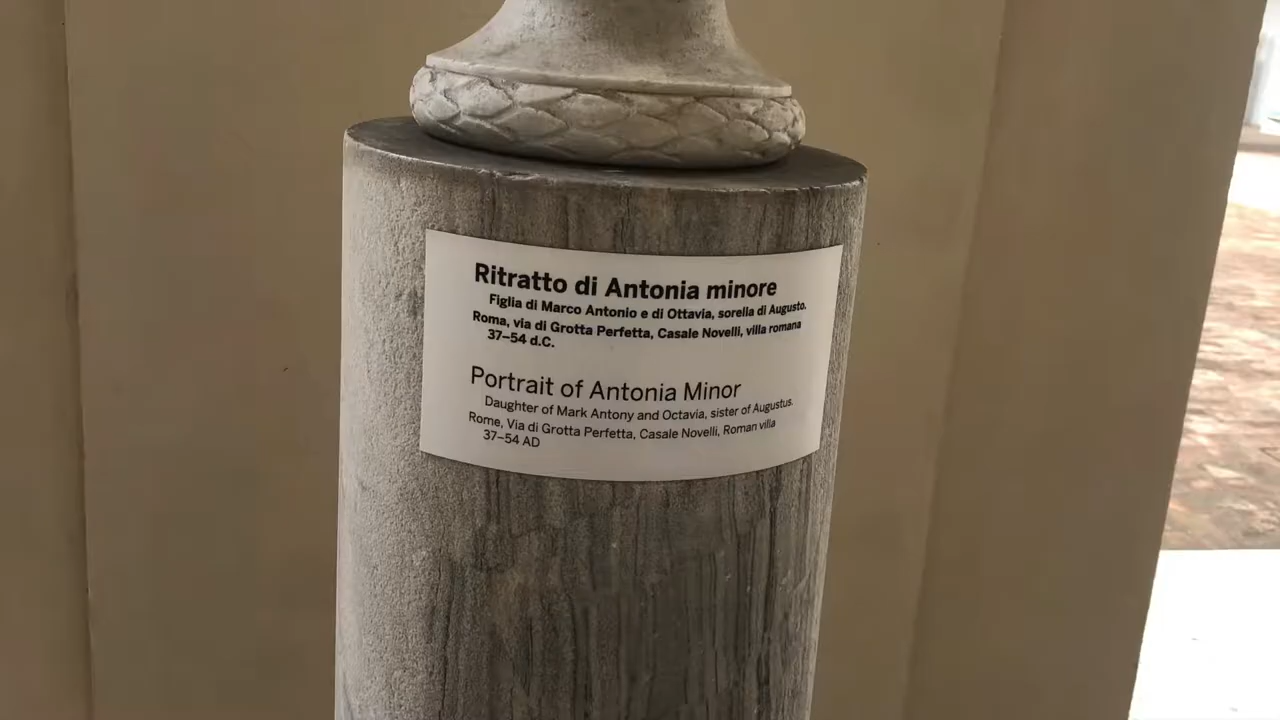 Ritratto di Antonia minore
Figlia di Marco Antonio e di Ottavia, sorella di Augusto.
Roma, via di Grotta Perfetta, Casale Novelli, villa romana
37–54 d.C.
Portrait of Antonia Minor
Daughter of Mark Antony and Octavia, sister of Augustus.
Rome, Via di Grotta Perfetta, Casale Novelli, Roman villa
37–54 AD